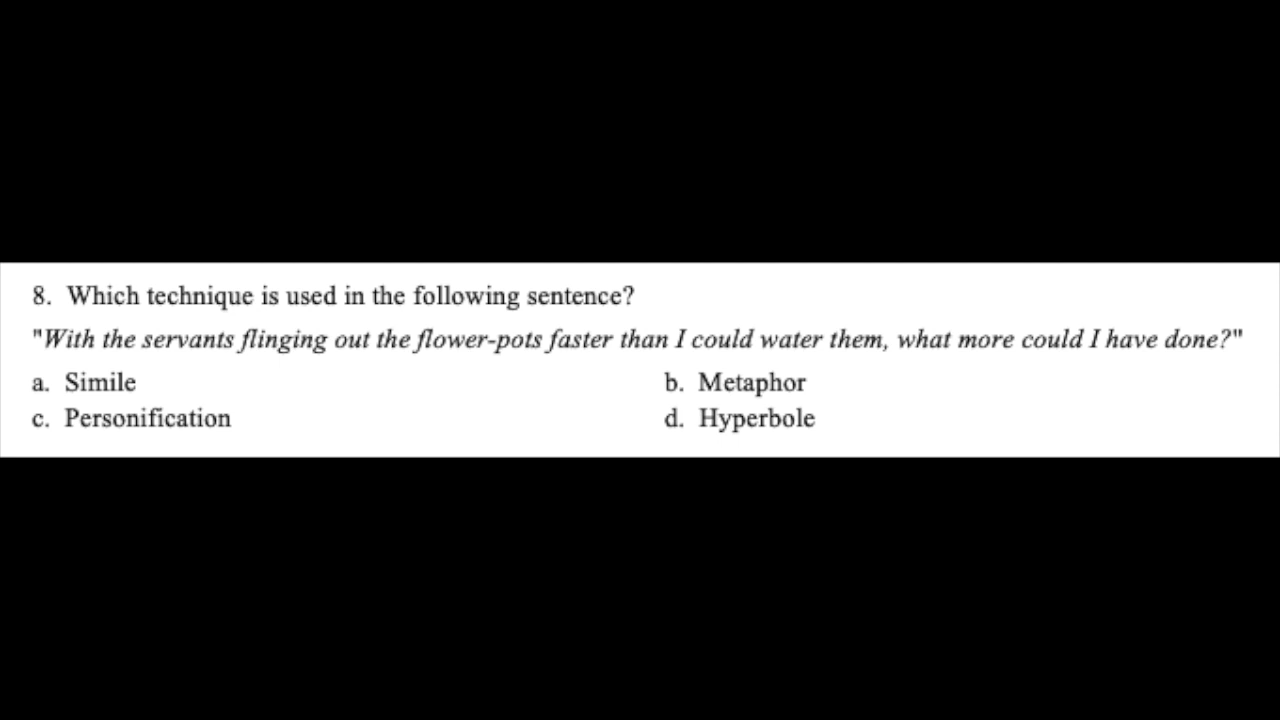 8. Which technique is used in the following sentence?
"With the servants flinging out the flower-pots faster than I could water them, what more could I have done?"
a. Simile b. Metaphor
c. Personification d. Hyperbole